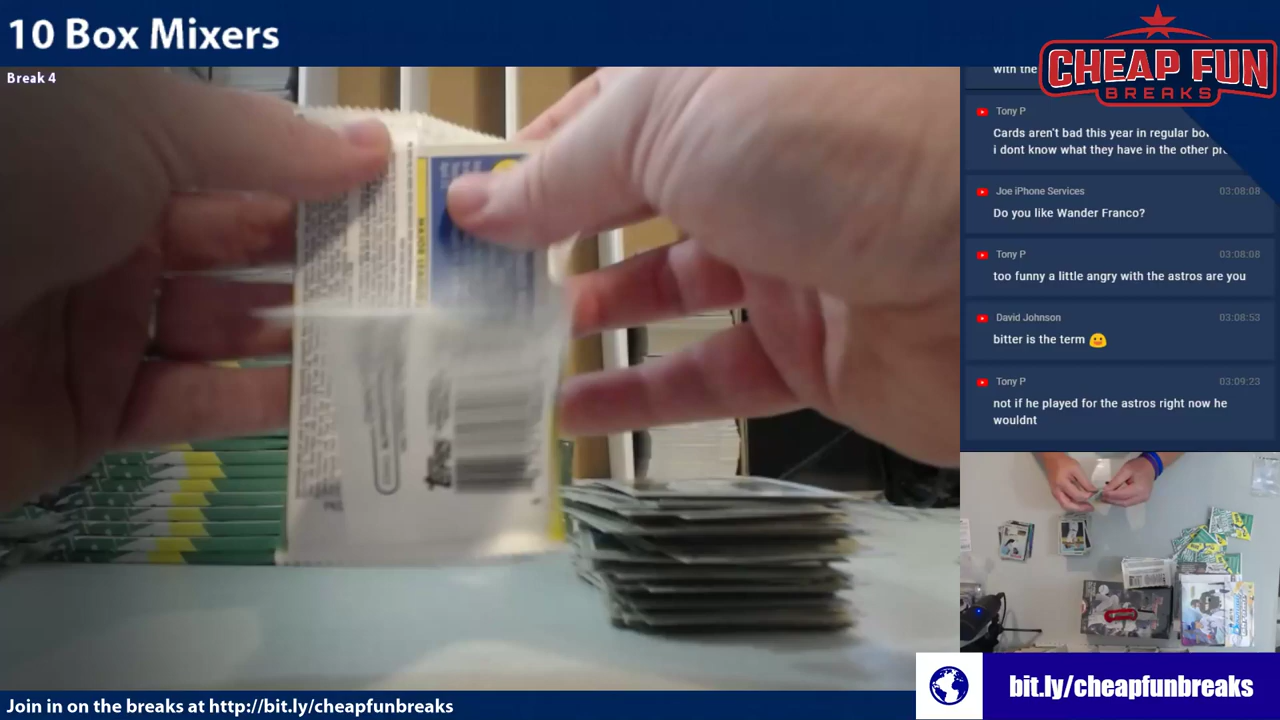 10 Box Mixers
Break 4
CHEAP FUN
BREAKS
with the
Tony P
Cards aren't bad this year in regular
i dont know what they have in the other
Joe iPhone Services
03:08:08
Do you like Wander Franco?
Tony P
03:08:08
too funny a little angry with the astros are you
David Johnson
03:08:53
bitter is the term
Tony P
03:09:23
not if he played for the astros right now he
wouldnt
bit.ly/cheapfunbreaks
Join in on the breaks at http://bit.ly/cheapfunbreaks